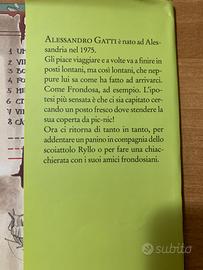 ALESSANDRO GATTI è nato ad Ales-
sandria nel 1975.
Gli piace viaggiare e a volte va a finire in
posti lontani, ma così lontani, che nep-
pure lui sa come ha fatto ad arrivarci.
Come Frondosa, ad esempio. L'ipo-
tesi più sensata è che ci sia capitato cercan-
do un posto fresco dove stendere la
sua coperta da pic-nic!
Ora ci ritorna di tanto in tanto, per
addentare un panino in compagnia dello
scoiattolo Ryllo o per fare una chiac-
chierata con i suoi amici frondosiani.
subito